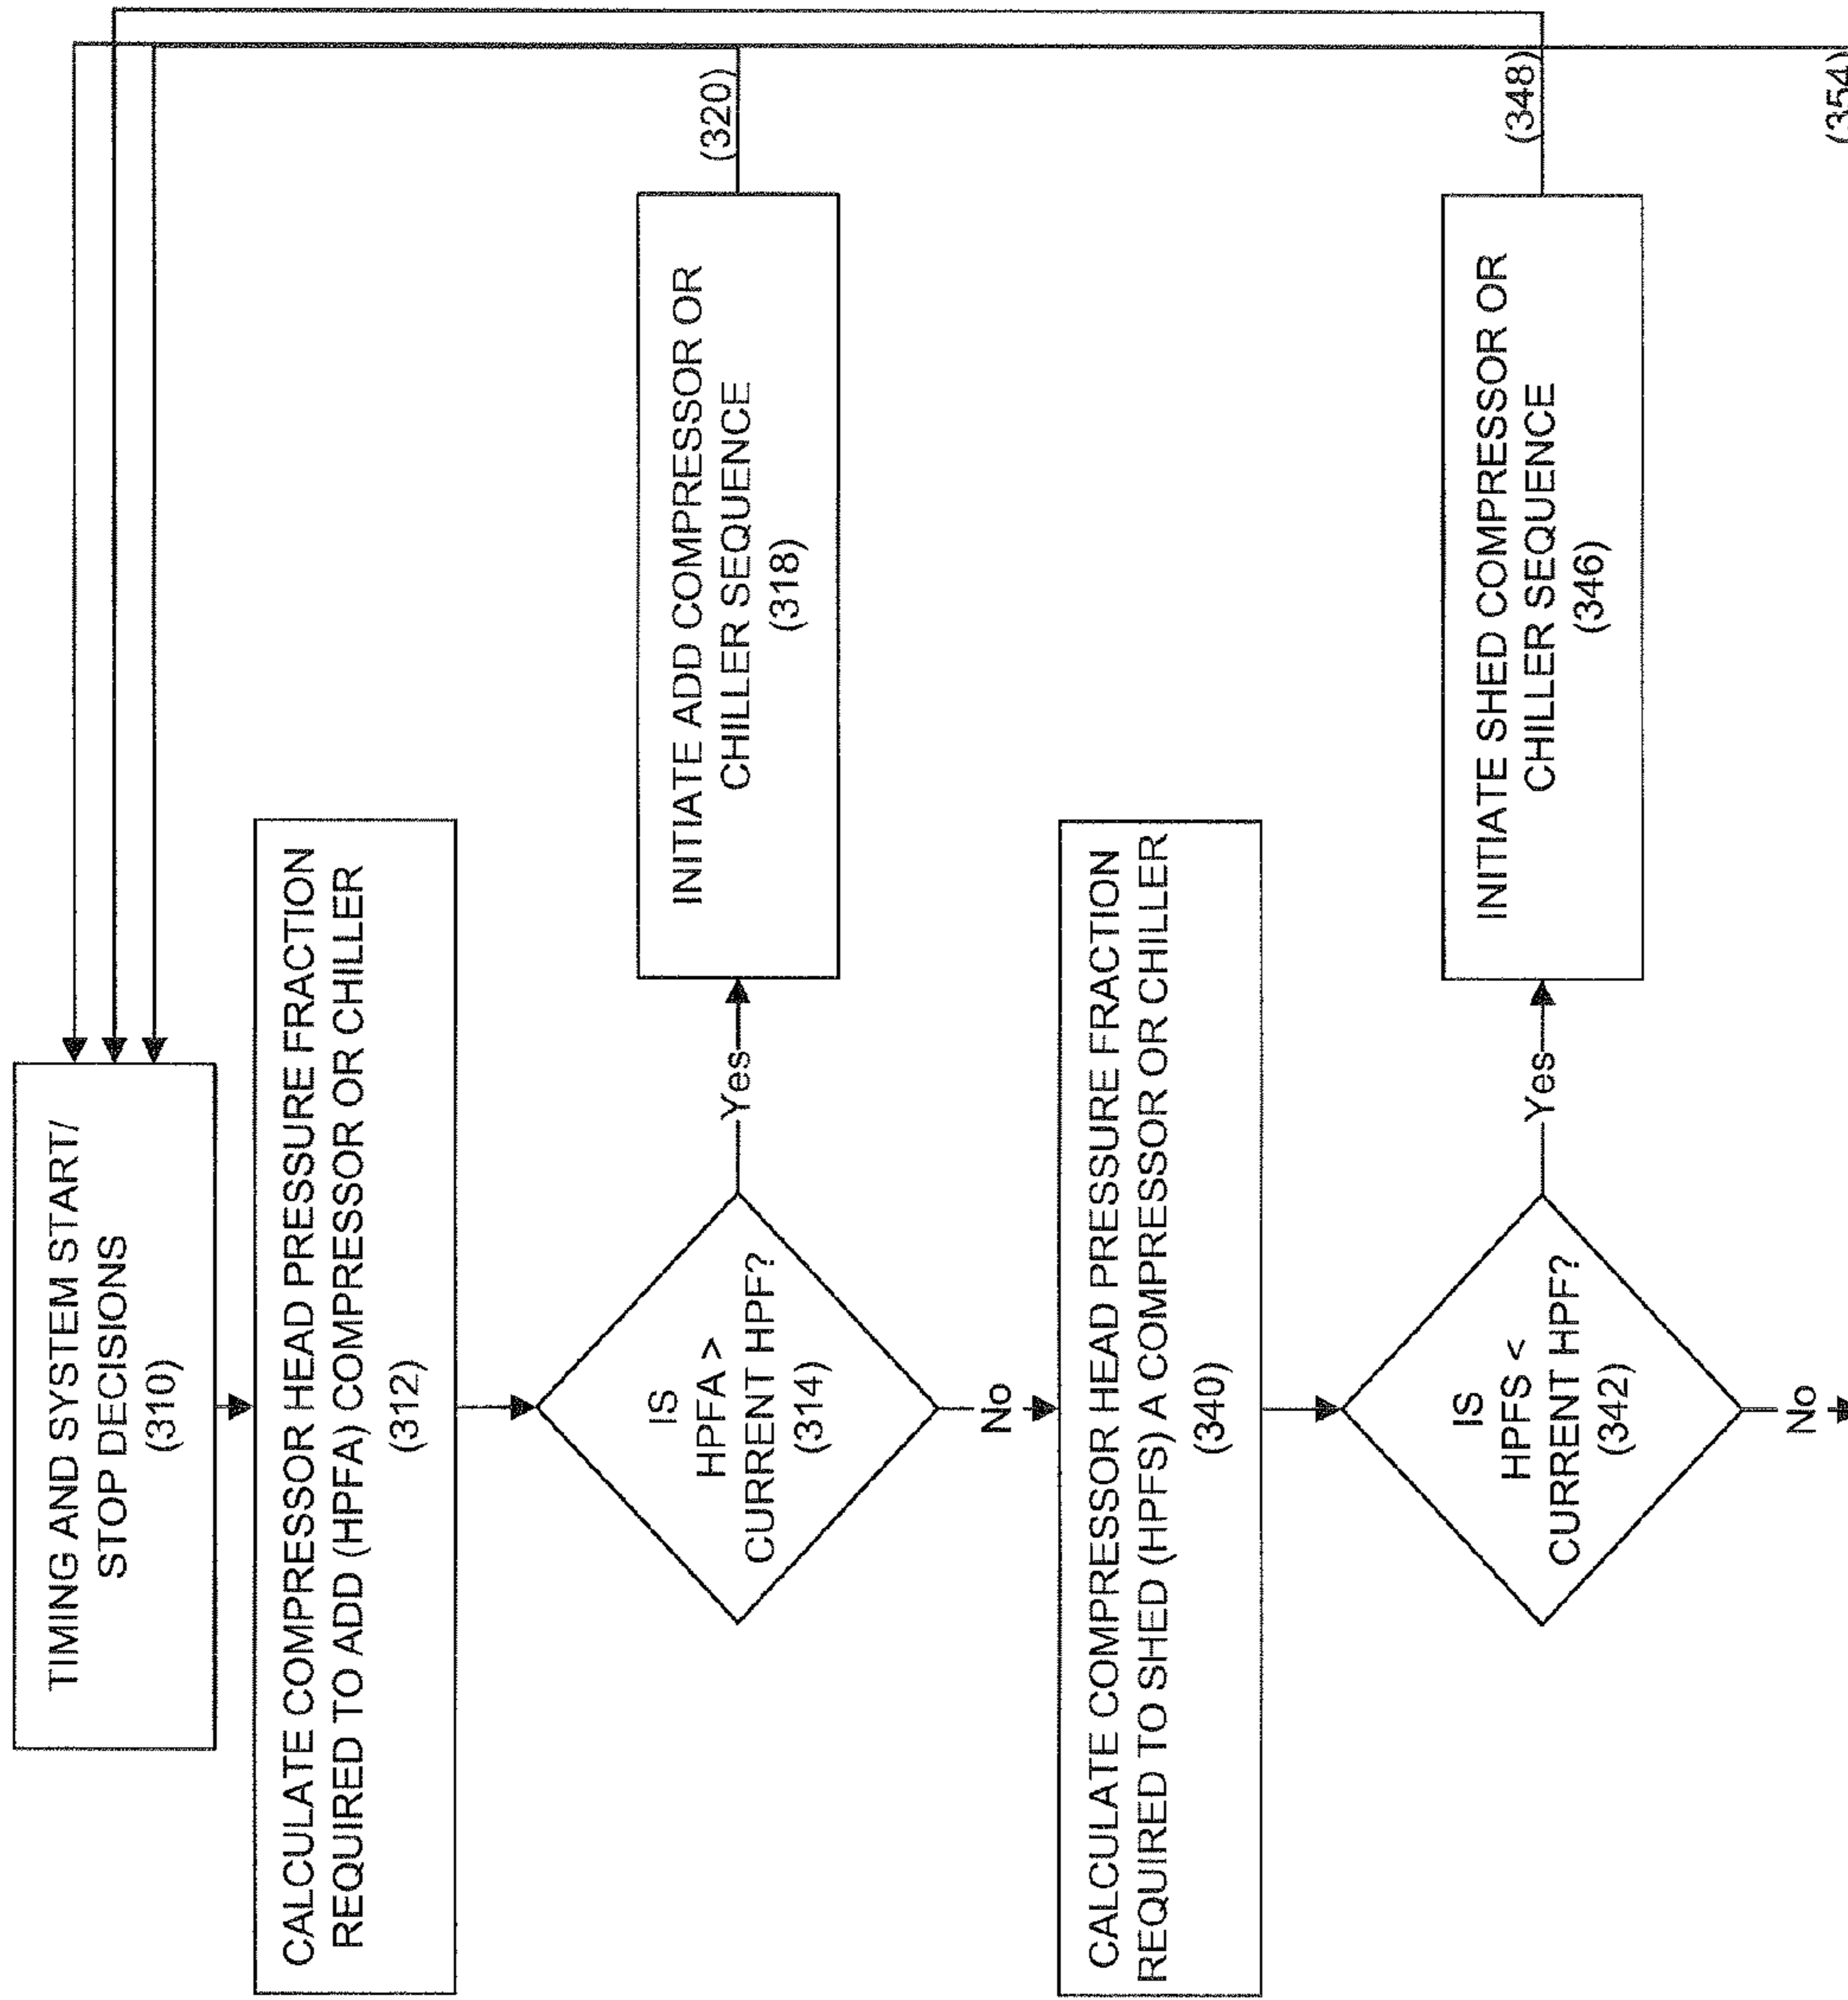 TIMING AND SYSTEM START/
STOP DECISIONS
(310)
CALCULATE COMPRESSOR HEAD PRESSURE FRACTION
REQUIRED TO ADD (HPFA) COMPRESSOR OR CHILLER
(312)
IS
HPFA >
CURRENT HPF?
(314)
Yes
INITIATE ADD COMPRESSOR OR
CHILLER SEQUENCE
(318)
(320)
No
CALCULATE COMPRESSOR HEAD PRESSURE FRACTION
REQUIRED TO SHED (HPFS) A COMPRESSOR OR CHILLER
(340)
IS
HPFS <
CURRENT HPF?
(342)
Yes
INITIATE SHED COMPRESSOR OR
CHILLER SEQUENCE
(346)
(348)
No
(354)